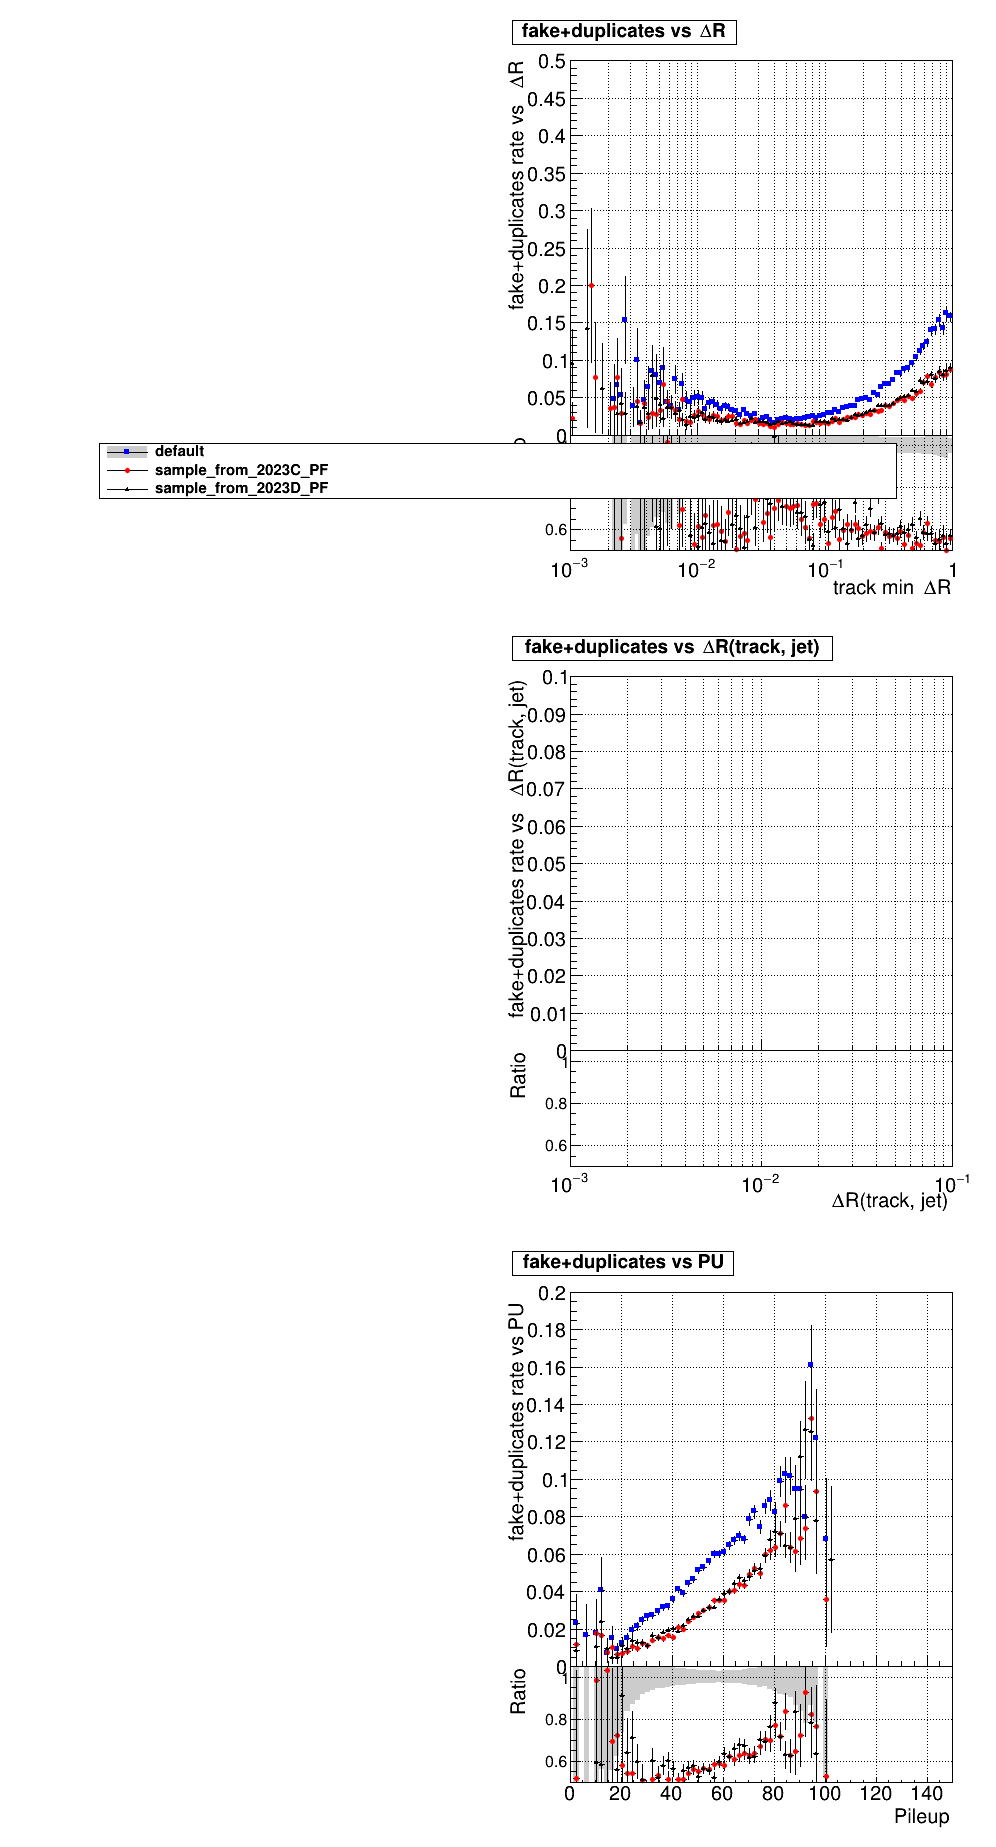 fake+duplicates vs ΔR
fake+duplicates rate vs ΔR
0.5
0.45
0.4
0.35
0.3
0.25
0.2
0.15
0.1
0.05
0
default
sample_from_2023C_PF
sample_from_2023D_PF
0.6
10⁻³ 10⁻² 10⁻¹ 1
track min ΔR
fake+duplicates vs ΔR(track, jet)
fake+duplicates rate vs ΔR(track, jet)
0.1
0.09
0.08
0.07
0.06
0.05
0.04
0.03
0.02
0.01
0
Ratio
1
0.8
0.6
10⁻³ 10⁻² 10⁻¹
ΔR(track, jet)
fake+duplicates vs PU
fake+duplicates rate vs PU
0.2
0.18
0.16
0.14
0.12
0.1
0.08
0.06
0.04
0.02
0
Ratio
1
0.8
0.6
0 20 40 60 80 100 120 140
Pileup